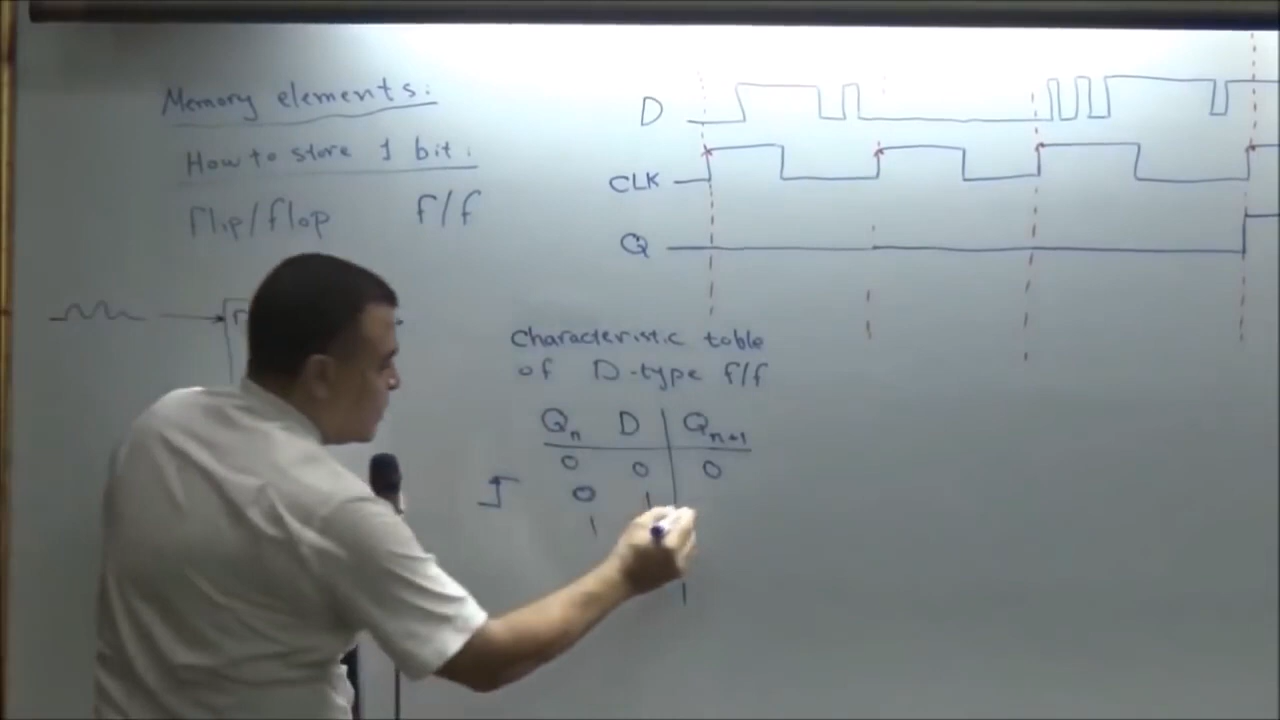 Memory elements:
How to store 1 bit:
flip/flop f/f
D
CLK
Q
Characteristic table
of D-type f/f
Qn D Qn+1
0 0 0
0 1
1